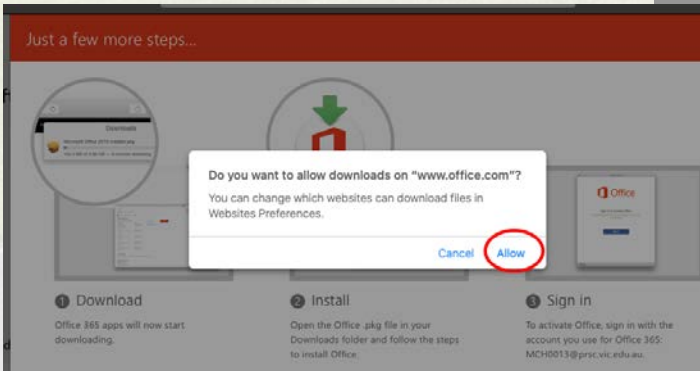 Just a few more steps...
Downloads
Do you want to allow downloads on “www.office.com”?
You can change which websites can download files in
Websites Preferences.
Cancel
Allow
Office
1 Download
Office 365 apps will now start
downloading.
2 Install
Open the Office .pkg file in your
Downloads folder and follow the steps
to install Office.
3 Sign in
To activate Office, sign in with the
account you use for Office 365:
MCH0013@prsc.vic.edu.au.